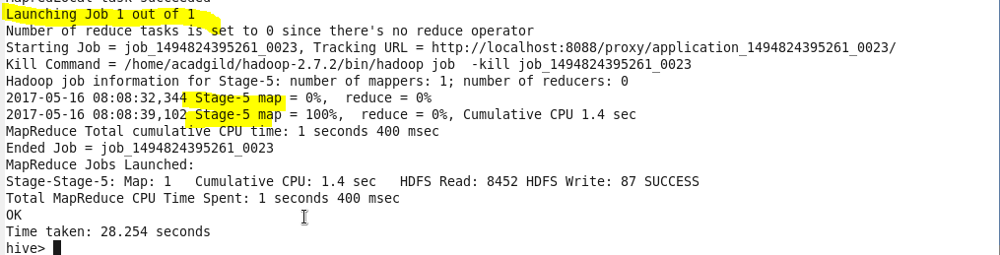 Launching Job 1 out of 1
Number of reduce tasks is set to 0 since there's no reduce operator
Starting Job = job_1494824395261_0023, Tracking URL = http://localhost:8088/proxy/application_1494824395261_0023/
Kill Command = /home/acadgild/hadoop-2.7.2/bin/hadoop job  -kill job_1494824395261_0023
Hadoop job information for Stage-5: number of mappers: 1; number of reducers: 0
2017-05-16 08:08:32,344 Stage-5 map = 0%,  reduce = 0%
2017-05-16 08:08:39,102 Stage-5 map = 100%,  reduce = 0%, Cumulative CPU 1.4 sec
MapReduce Total cumulative CPU time: 1 seconds 400 msec
Ended Job = job_1494824395261_0023
MapReduce Jobs Launched:
Stage-Stage-5: Map: 1   Cumulative CPU: 1.4 sec   HDFS Read: 8452 HDFS Write: 87 SUCCESS
Total MapReduce CPU Time Spent: 1 seconds 400 msec
OK
Time taken: 28.254 seconds
hive>